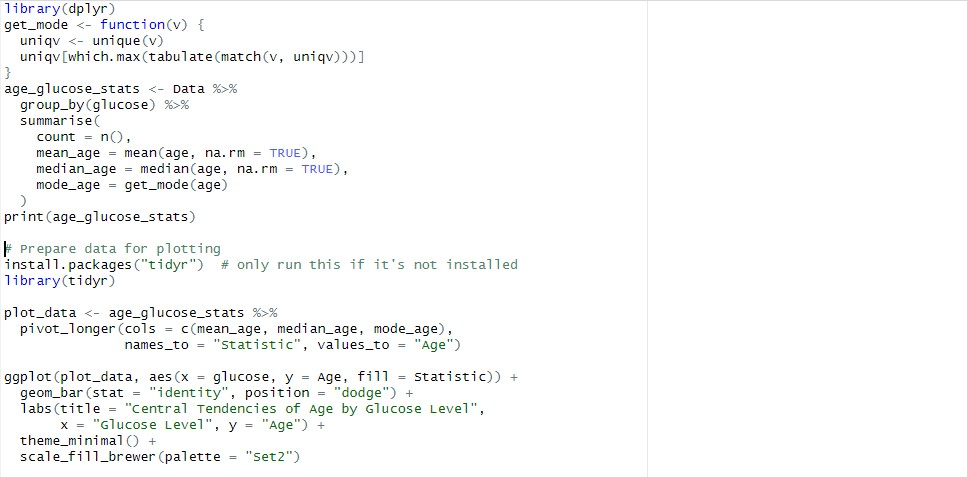 library(dplyr)
get_mode <- function(v) {
  uniqv <- unique(v)
  uniqv[which.max(tabulate(match(v, uniqv)))]
}
age_glucose_stats <- Data %>%
  group_by(glucose) %>%
  summarise(
    count = n(),
    mean_age = mean(age, na.rm = TRUE),
    median_age = median(age, na.rm = TRUE),
    mode_age = get_mode(age)
  )
print(age_glucose_stats)

# Prepare data for plotting
install.packages("tidyr")  # only run this if it's not installed
library(tidyr)

plot_data <- age_glucose_stats %>%
  pivot_longer(cols = c(mean_age, median_age, mode_age),
               names_to = "Statistic", values_to = "Age")

ggplot(plot_data, aes(x = glucose, y = Age, fill = Statistic)) +
  geom_bar(stat = "identity", position = "dodge") +
  labs(title = "Central Tendencies of Age by Glucose Level",
       x = "Glucose Level", y = "Age") +
  theme_minimal() +
  scale_fill_brewer(palette = "Set2")